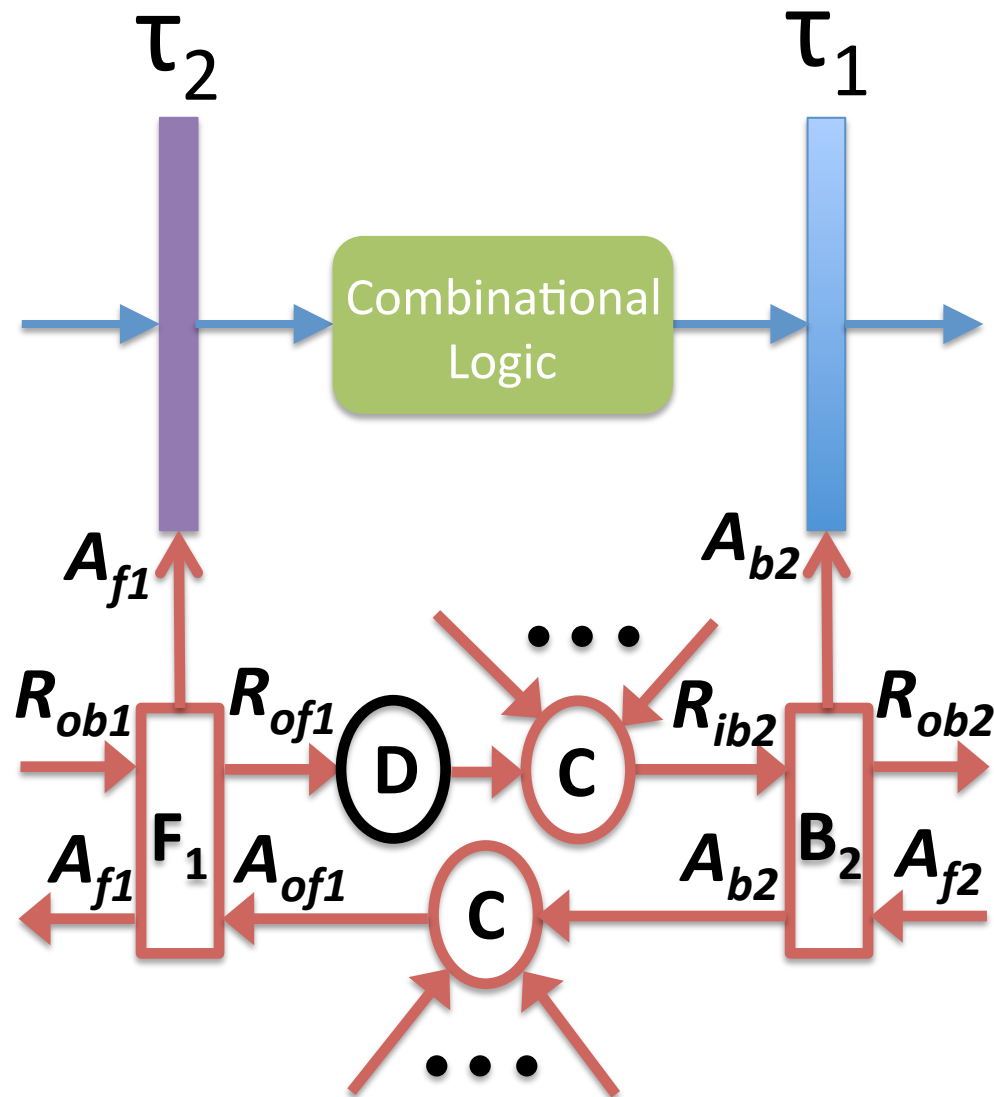 τ2 τ1
Combinational
Logic
Af1 Ab2
Rob1 Rof1 Rib2 Rob2
D C
F1 B2
Af1 Aof1 Ab2 Af2
C